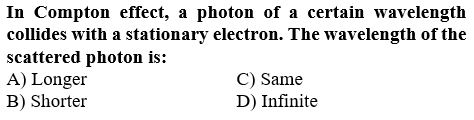 In Compton effect, a photon of a certain wavelength
collides with a stationary electron. The wavelength of the
scattered photon is:
A) Longer C) Same
B) Shorter D) Infinite